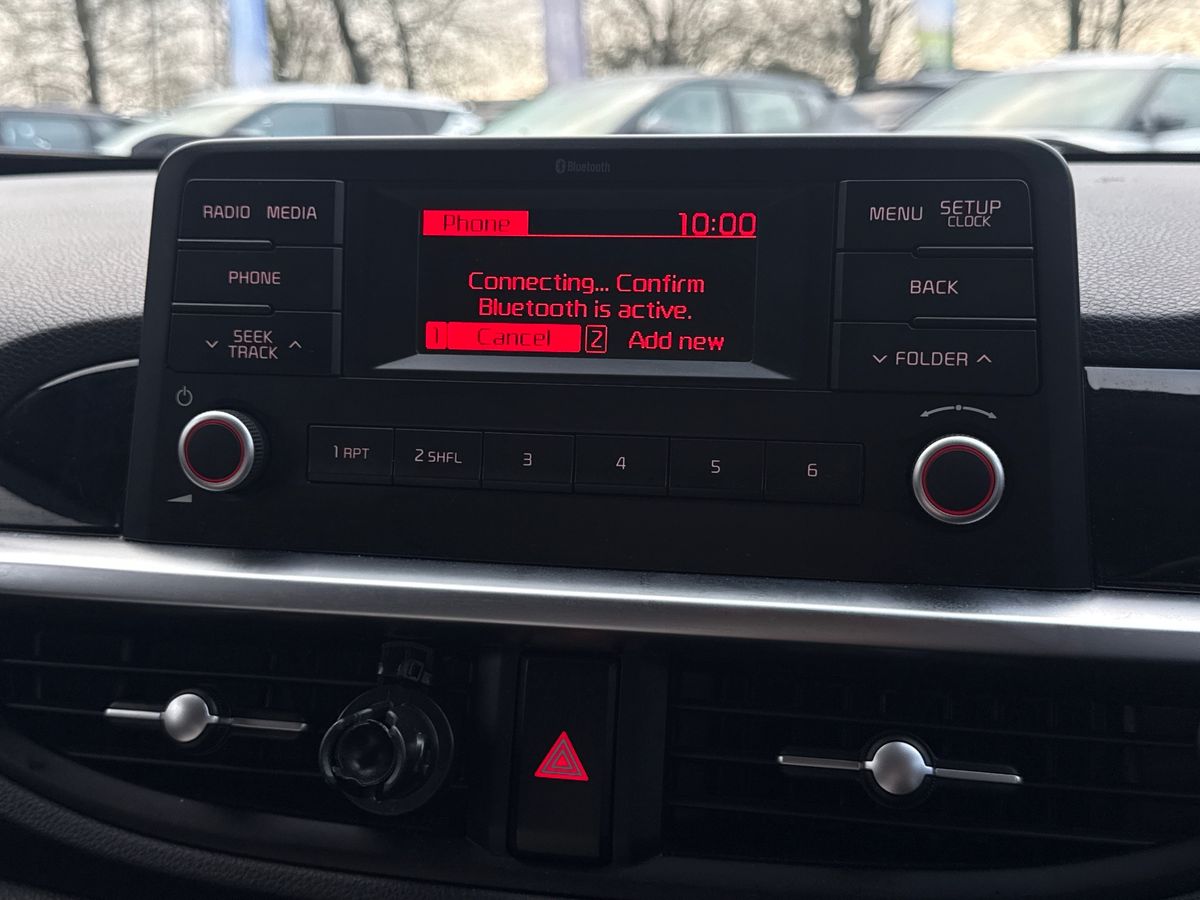 Bluetooth
RADIO MEDIA
PHONE
SEEK
TRACK
Phone 10:00
Connecting... Confirm
Bluetooth is active.
1 Cancel 2 Add new
MENU SETUP
CLOCK
BACK
FOLDER
1 RPT 2 SHFL 3 4 5 6